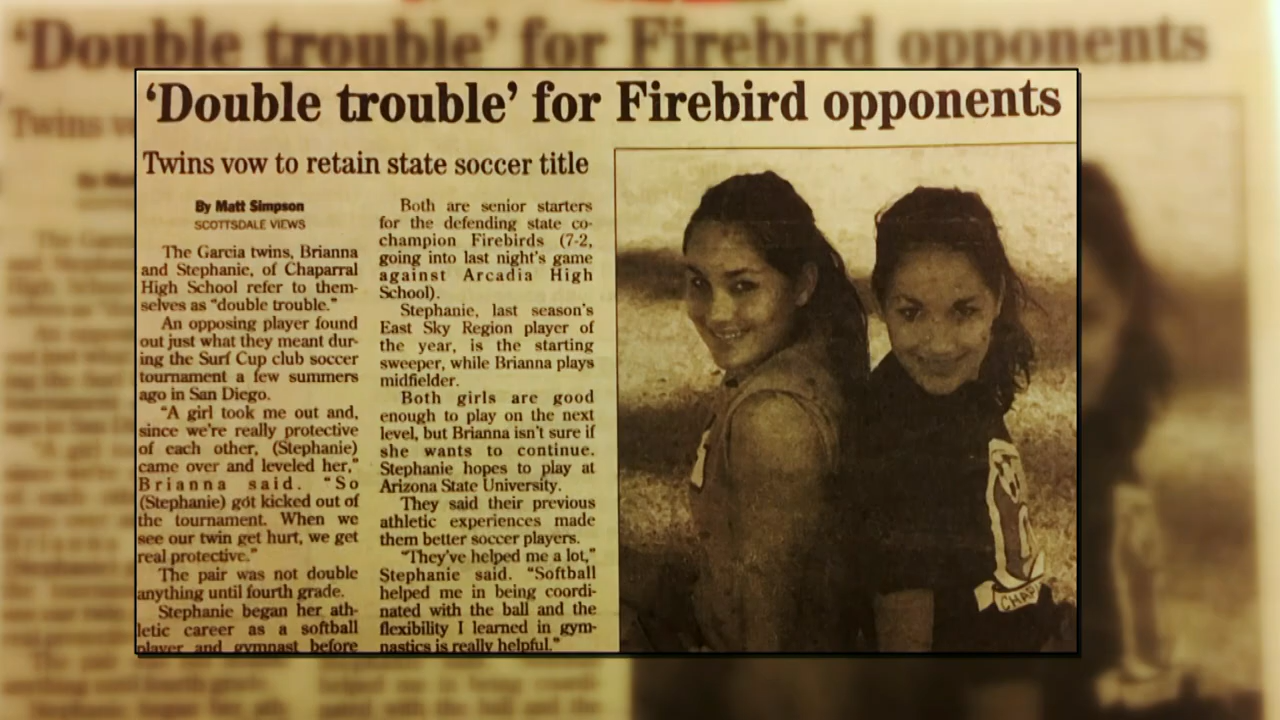 'Double trouble' for Firebird opponents
Twins vow to retain state soccer title
By Matt Simpson
SCOTTSDALE VIEWS
The Garcia twins, Brianna
and Stephanie, of Chaparral
High School refer to them-
selves as "double trouble."
An opposing player found
out just what they meant dur-
ing the Surf Cup club soccer
tournament a few summers
ago in San Diego.
"A girl took me out and,
since we're really protective
of each other, (Stephanie)
came over and leveled her,"
Brianna said. "So
(Stephanie) got kicked out of
the tournament. When we
see our twin get hurt, we get
real protective."
The pair was not double
anything until fourth grade.
Stephanie began her ath-
letic career as a softball
player and gymnast before
Both are senior starters
for the defending state co-
champion Firebirds (7-2,
going into last night's game
against Arcadia High
School).
Stephanie, last season's
East Sky Region player of
the year, is the starting
sweeper, while Brianna plays
midfielder.
Both girls are good
enough to play on the next
level, but Brianna isn't sure if
she wants to continue.
Stephanie hopes to play at
Arizona State University.
They said their previous
athletic experiences made
them better soccer players.
"They've helped me a lot,"
Stephanie said. "Softball
helped me in being coordi-
nated with the ball and the
flexibility I learned in gym-
nastics is really helpful."
CHAP
'Double trouble' for Firebird opponents